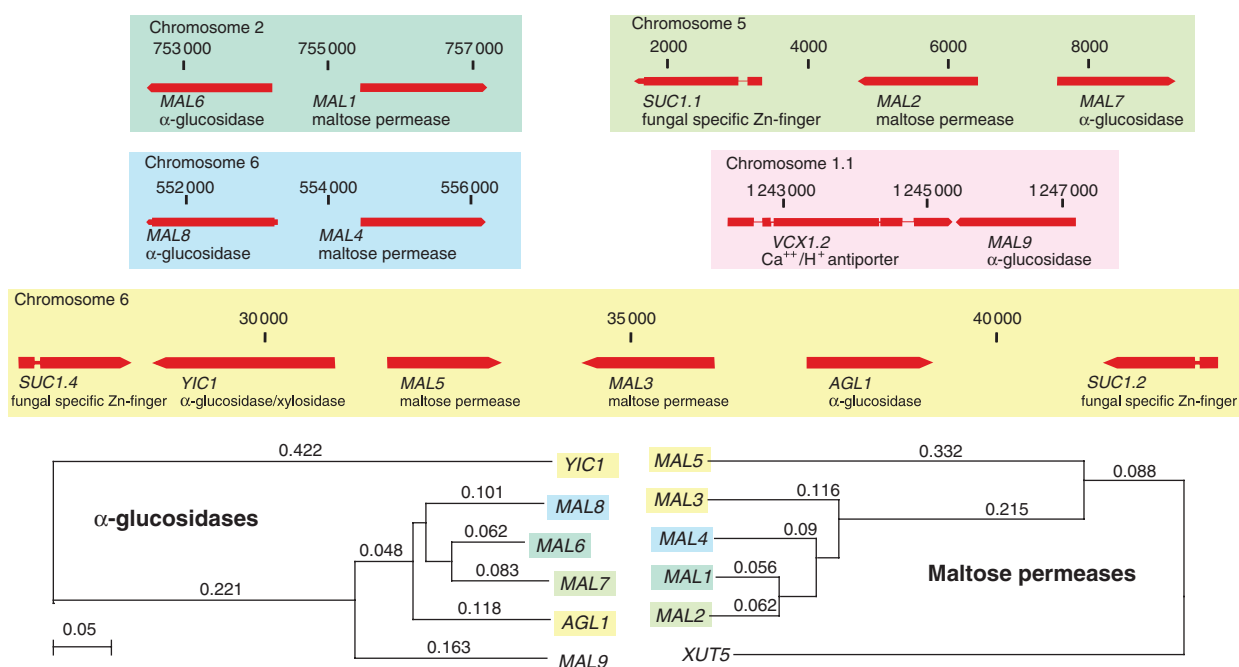 Chromosome 2
753 000 755 000 757 000
MAL6 MAL1
α-glucosidase maltose permease
Chromosome 5
2000 4000 6000 8000
SUC1.1 MAL2 MAL7
fungal specific Zn-finger maltose permease α-glucosidase
Chromosome 6
552 000 554 000 556 000
MAL8 MAL4
α-glucosidase maltose permease
Chromosome 1.1
1 243 000 1 245 000 1 247 000
VCX1.2 MAL9
Ca++/H+ antiporter α-glucosidase
Chromosome 6
30 000 35 000 40 000
SUC1.4 YIC1 MAL5 MAL3 AGL1 SUC1.2
fungal specific Zn-finger α-glucosidase/xylosidase maltose permease maltose permease α-glucosidase fungal specific Zn-finger
0.422 YIC1
α-glucosidases
0.101 MAL8
0.062 MAL6
0.048
0.083 MAL7
0.221
0.118 AGL1
0.163 MAL9
0.05
MAL5 0.332 0.088
MAL3 0.116
0.215
MAL4 0.09
MAL1 0.056
Maltose permeases
MAL2 0.062
XUT5